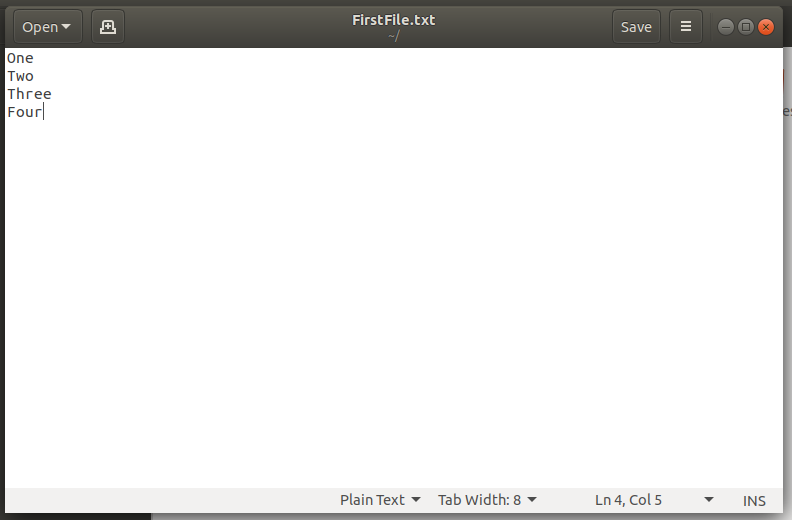 Open
FirstFile.txt
~/
Save
One
Two
Three
Four
Plain Text
Tab Width: 8
Ln 4, Col 5
INS